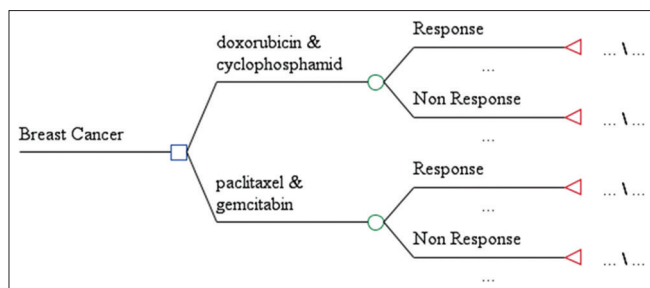 Response
doxorubicin &
cyclophosphamid
... \ ...
...
Non Response
... \ ...
...
Breast Cancer
Response
paclitaxel &
gemcitabin
... \ ...
...
Non Response
... \ ...
...